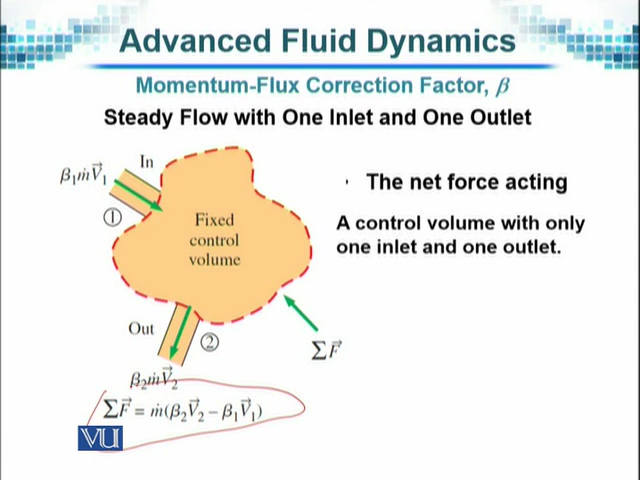 Advanced Fluid Dynamics
Momentum-Flux Correction Factor, β
Steady Flow with One Inlet and One Outlet
In
β₁ṁV⃗₁
①
Fixed
control
volume
· The net force acting
A control volume with only
one inlet and one outlet.
Out
②
ΣF⃗
β₂ṁV⃗₂
ΣF⃗ = ṁ(β₂V⃗₂ − β₁V⃗₁)
VU